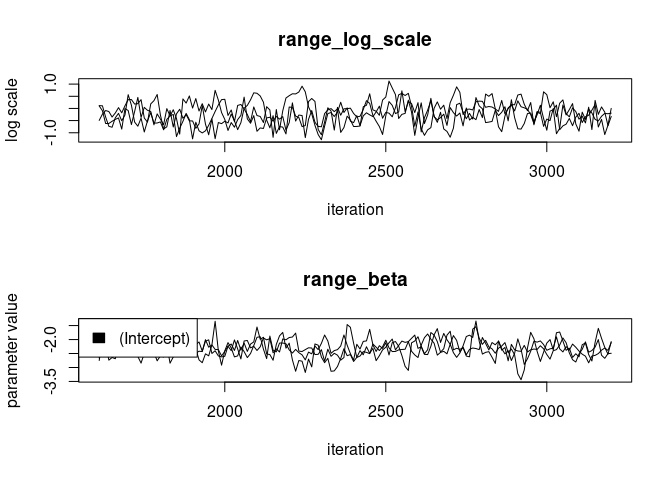 range_log_scale
log scale
1.0
-1.0
2000 2500 3000
iteration
range_beta
parameter value
-2.0
-3.5
(Intercept)
2000 2500 3000
iteration